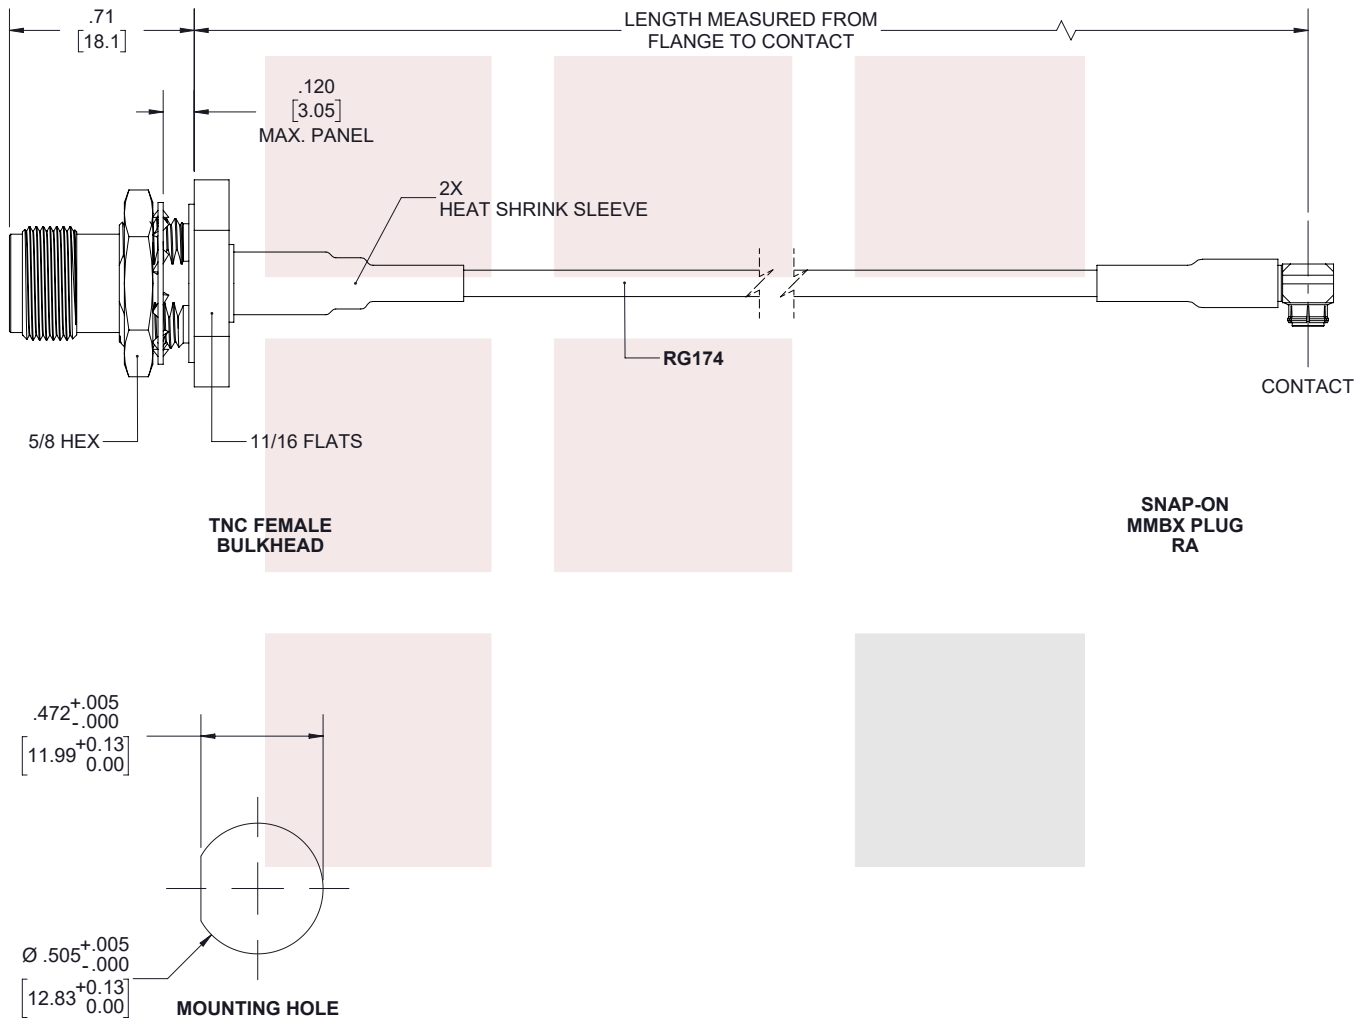 .71
[18.1]
LENGTH MEASURED FROM
FLANGE TO CONTACT
.120
[3.05]
MAX. PANEL
2X
HEAT SHRINK SLEEVE
RG174
CONTACT
5/8 HEX
11/16 FLATS
TNC FEMALE
BULKHEAD
SNAP-ON
MMBX PLUG
RA
.472 +.005
-.000
[11.99 +0.13
0.00]
Ø .505 +.005
-.000
[12.83 +0.13
0.00]
MOUNTING HOLE